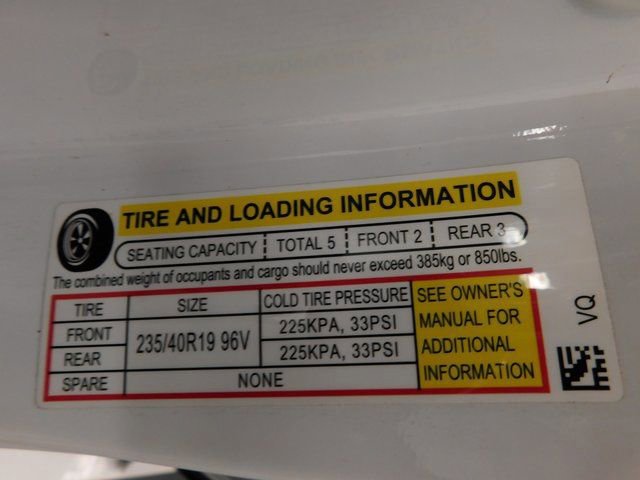 TIRE AND LOADING INFORMATION
SEATING CAPACITY TOTAL 5 FRONT 2 REAR 3
The combined weight of occupants and cargo should never exceed 385kg or 850lbs.
TIRE SIZE COLD TIRE PRESSURE
FRONT 235/40R19 96V 225KPA, 33PSI
REAR 225KPA, 33PSI
SPARE NONE
SEE OWNER'S
MANUAL FOR
ADDITIONAL
INFORMATION
VQ